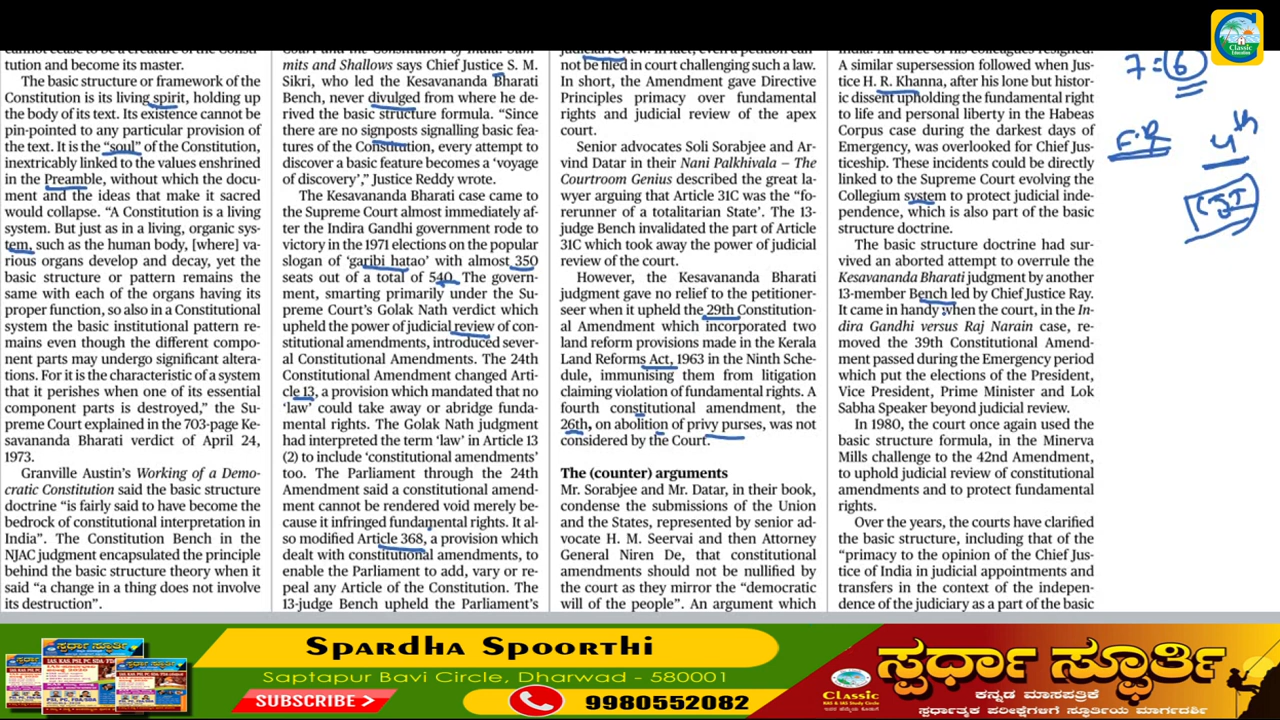 cannot cease to be a creature of the Consti-
tution and become its master.
The basic structure or framework of the
Constitution is its living spirit, holding up
the body of its text. Its existence cannot be
pin-pointed to any particular provision of
the text. It is the “soul” of the Constitution,
inextricably linked to the values enshrined
in the Preamble, without which the docu-
ment and the ideas that make it sacred
would collapse. “A Constitution is a living
system. But just as in a living, organic sys-
tem, such as the human body, [where] va-
rious organs develop and decay, yet the
basic structure or pattern remains the
same with each of the organs having its
proper function, so also in a Constitutional
system the basic institutional pattern re-
mains even though the different compo-
nent parts may undergo significant altera-
tions. For it is the characteristic of a system
that it perishes when one of its essential
component parts is destroyed,” the Su-
preme Court explained in the 703-page Ke-
savananda Bharati verdict of April 24,
1973.
Granville Austin’s Working of a Demo-
cratic Constitution said the basic structure
doctrine “is fairly said to have become the
bedrock of constitutional interpretation in
India”. The Constitution Bench in the
NJAC judgment encapsulated the principle
behind the basic structure theory when it
said “a change in a thing does not involve
its destruction”.
mits and Shallows says Chief Justice S. M.
Sikri, who led the Kesavananda Bharati
Bench, never divulged from where he de-
rived the basic structure formula. “Since
there are no signposts signalling basic fea-
tures of the Constitution, every attempt to
discover a basic feature becomes a ‘voyage
of discovery’,” Justice Reddy wrote.
The Kesavananda Bharati case came to
the Supreme Court almost immediately af-
ter the Indira Gandhi government rode to
victory in the 1971 elections on the popular
slogan of ‘garibi hatao’ with almost 350
seats out of a total of 540. The govern-
ment, smarting primarily under the Su-
preme Court’s Golak Nath verdict which
upheld the power of judicial review of con-
stitutional amendments, introduced sever-
al Constitutional Amendments. The 24th
Constitutional Amendment changed Arti-
cle 13, a provision which mandated that no
‘law’ could take away or abridge funda-
mental rights. The Golak Nath judgment
had interpreted the term ‘law’ in Article 13
(2) to include ‘constitutional amendments’
too. The Parliament through the 24th
Amendment said a constitutional amend-
ment cannot be rendered void merely be-
cause it infringed fundamental rights. It al-
so modified Article 368, a provision which
dealt with constitutional amendments, to
enable the Parliament to add, vary or re-
peal any Article of the Constitution. The
13-judge Bench upheld the Parliament’s
not be filed in court challenging such a law.
In short, the Amendment gave Directive
Principles primacy over fundamental
rights and judicial review of the apex
court.
Senior advocates Soli Sorabjee and Ar-
vind Datar in their Nani Palkhivala – The
Courtroom Genius described the great la-
wyer arguing that Article 31C was the “fo-
rerunner of a totalitarian State’. The 13-
judge Bench invalidated the part of Article
31C which took away the power of judicial
review of the court.
However, the Kesavananda Bharati
judgment gave no relief to the petitioner-
seer when it upheld the 29th Constitution-
al Amendment which incorporated two
land reform provisions made in the Kerala
Land Reforms Act, 1963 in the Ninth Sche-
dule, immunising them from litigation
claiming violation of fundamental rights. A
fourth constitutional amendment, the
26th, on abolition of privy purses, was not
considered by the Court.
The (counter) arguments
Mr. Sorabjee and Mr. Datar, in their book,
condense the submissions of the Union
and the States, represented by senior ad-
vocate H. M. Seervai and then Attorney
General Niren De, that constitutional
amendments should not be nullified by
the court as they mirror the “democratic
will of the people”. An argument which
A similar supersession followed when Jus-
tice H. R. Khanna, after his lone but histor-
ic dissent upholding the fundamental right
to life and personal liberty in the Habeas
Corpus case during the darkest days of
Emergency, was overlooked for Chief Jus-
ticeship. These incidents could be directly
linked to the Supreme Court evolving the
Collegium system to protect judicial inde-
pendence, which is also part of the basic
structure doctrine.
The basic structure doctrine had sur-
vived an aborted attempt to overrule the
Kesavananda Bharati judgment by another
13-member Bench led by Chief Justice Ray.
It came in handy when the court, in the In-
dira Gandhi versus Raj Narain case, re-
moved the 39th Constitutional Amend-
ment passed during the Emergency period
which put the elections of the President,
Vice President, Prime Minister and Lok
Sabha Speaker beyond judicial review.
In 1980, the court once again used the
basic structure formula, in the Minerva
Mills challenge to the 42nd Amendment,
to uphold judicial review of constitutional
amendments and to protect fundamental
rights.
Over the years, the courts have clarified
the basic structure, including that of the
“primacy to the opinion of the Chief Jus-
tice of India in judicial appointments and
transfers in the context of the indepen-
dence of the judiciary as a part of the basic
7 = 6
F.R
4th
CJI
Classic
Education
Spardha Spoorthi
Saptapur Bavi Circle, Dharwad - 580001
SUBSCRIBE
9980552082
ಸ್ಪರ್ಧಾ ಸ್ಫೂರ್ತಿ
Classic
KAS & IAS Study Circle
ಕನ್ನಡ ಮಾಸಪತ್ರಿಕೆ
ಸ್ಪರ್ಧಾತ್ಮಕ ಪರೀಕ್ಷೆಗಳಿಗೆ ಸ್ಫೂರ್ತಿಯ ಮಾರ್ಗದರ್ಶಿ